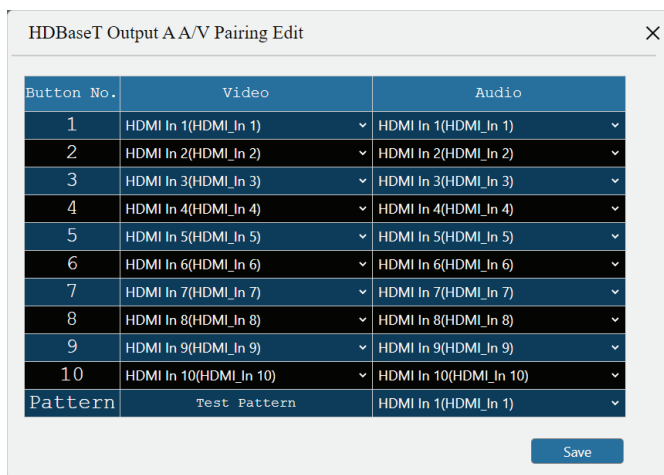 HDBaseT Output A A/V Pairing Edit
Button No. Video Audio
1 HDMI In 1(HDMI_In 1) HDMI In 1(HDMI_In 1)
2 HDMI In 2(HDMI_In 2) HDMI In 2(HDMI_In 2)
3 HDMI In 3(HDMI_In 3) HDMI In 3(HDMI_In 3)
4 HDMI In 4(HDMI_In 4) HDMI In 4(HDMI_In 4)
5 HDMI In 5(HDMI_In 5) HDMI In 5(HDMI_In 5)
6 HDMI In 6(HDMI_In 6) HDMI In 6(HDMI_In 6)
7 HDMI In 7(HDMI_In 7) HDMI In 7(HDMI_In 7)
8 HDMI In 8(HDMI_In 8) HDMI In 8(HDMI_In 8)
9 HDMI In 9(HDMI_In 9) HDMI In 9(HDMI_In 9)
10 HDMI In 10(HDMI_In 10) HDMI In 10(HDMI_In 10)
Pattern Test Pattern HDMI In 1(HDMI_In 1)
Save